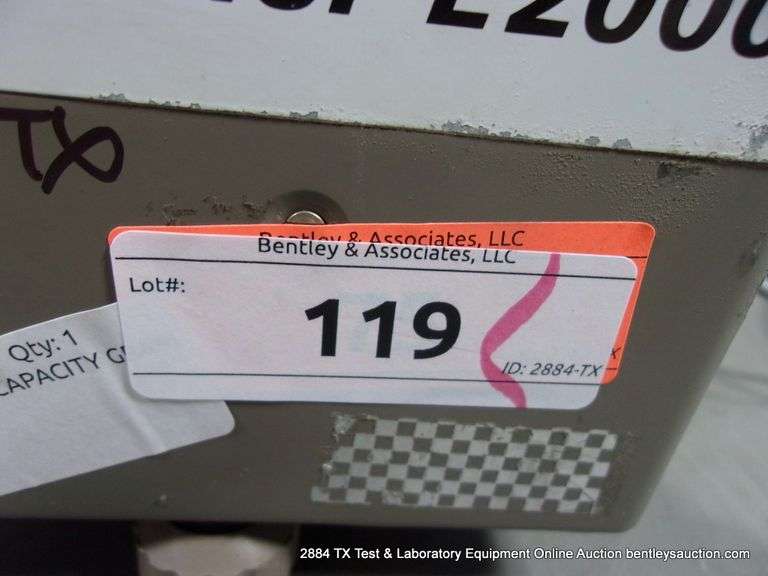 E2000
TX
Bentley & Associates, LLC
Bentley & Associates, LLC
Lot#:
119
ID: 2884-TX
X
Qty: 1
CAPACITY
2884 TX Test & Laboratory Equipment Online Auction bentleysauction.com